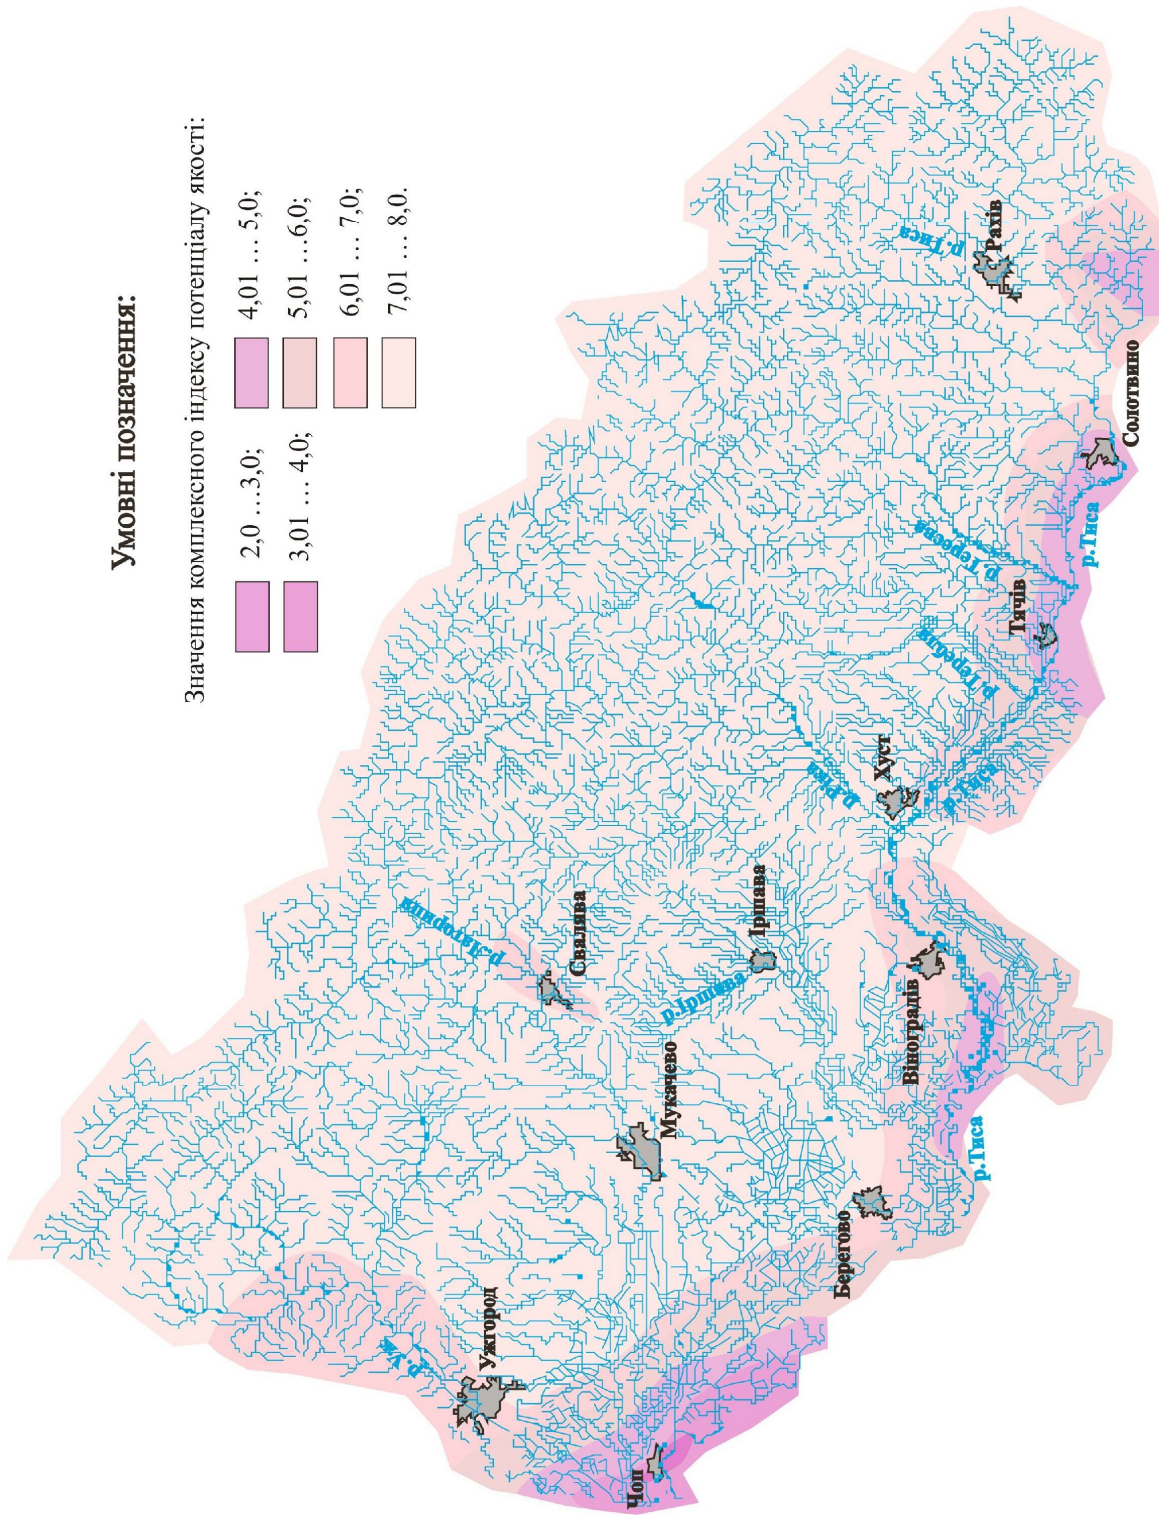 Умовні позначення:
Значення комплексного індексу потенціалу якості:
2,0 …3,0;
4,01 … 5,0;
3,01 … 4,0;
5,01 …6,0;
6,01 … 7,0;
7,01 … 8,0.
р.Уж
Ужгород
Чоп
р.Латориця
Свалява
Мукачево
р.Іршава
Іршава
Берегово
Віноградів
р.Тиса
р.Ріка
Хуст
р.Тиса
р.Теребля
р.Тересва
Тячів
р.Тиса
Солотвино
р.Тиса
Рахів